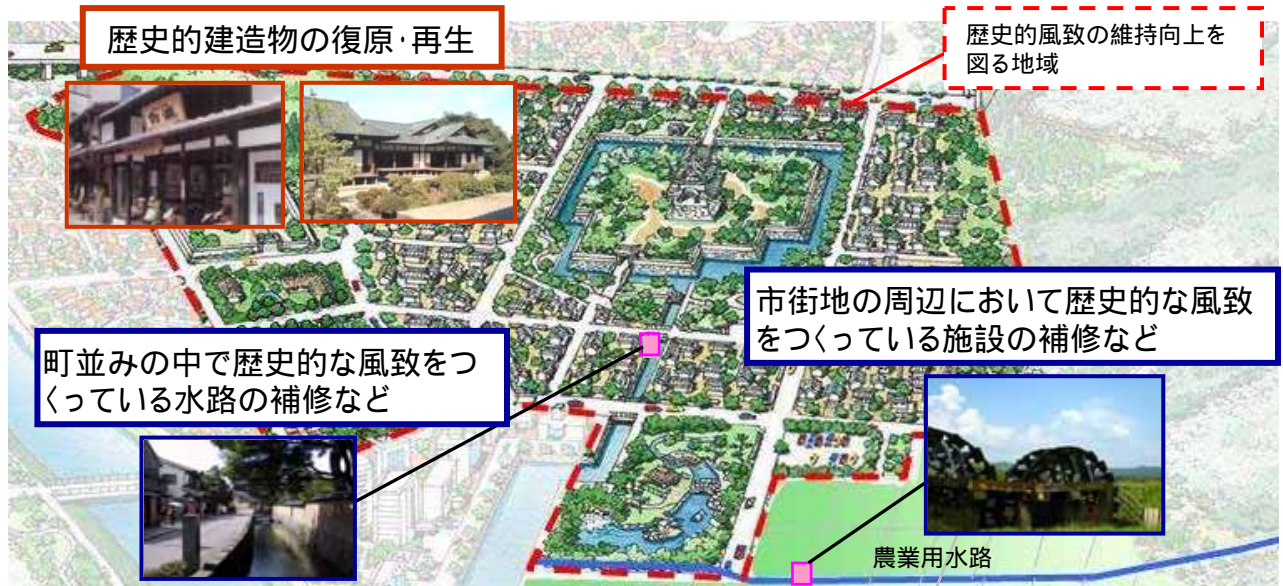 歴史的建造物の復原･再生
歴史的風致の維持向上を
図る地域
市街地の周辺において歴史的な風致
をつくっている施設の補修など
町並みの中で歴史的な風致をつ
くっている水路の補修など
農業用水路